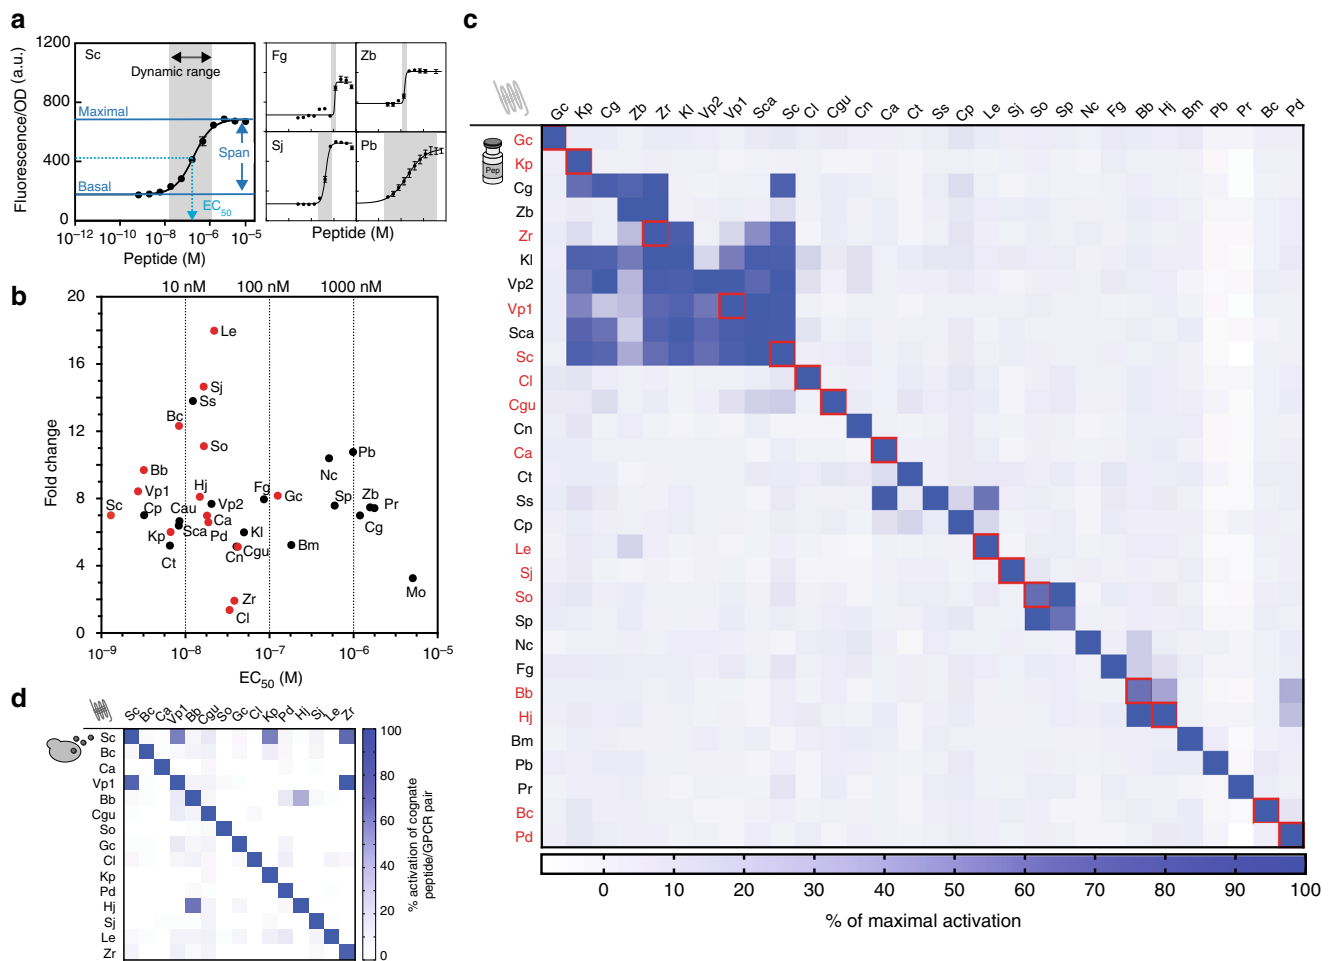 a
Fluorescence/OD (a.u.)
1200
800
400
0
Sc
Dynamic range
Maximal
Span
Basal
EC50
10−12 10−10 10−8 10−6 10−5
Peptide (M)
Fg
Zb
Sj
Pb
Peptide (M)
b
10 nM 100 nM 1000 nM
Fold change
20
16
12
8
4
0
Le
Sj
Ss
Bc
So
Pb
Nc
Bb
Vp1
Hj
Fg
Gc
Sp
Zb
Pr
Sc
Cp
Cau
Vp2
Ca
Cg
Kp
Sca
Pd
Kl
Ct
Cn
Cgu
Bm
Mo
Zr
Cl
10−9 10−8 10−7 10−6 10−5
EC50 (M)
c
Gc Kp Cg Zb Zr Kl Vp2 Vp1 Sca Sc Cl Cgu Cn Ca Ct Ss Cp Le Sj So Sp Nc Fg Bb Hj Bm Pb Pr Bc Pd
Pep
Gc
Kp
Cg
Zb
Zr
Kl
Vp2
Vp1
Sca
Sc
Cl
Cgu
Cn
Ca
Ct
Ss
Cp
Le
Sj
So
Sp
Nc
Fg
Bb
Hj
Bm
Pb
Pr
Bc
Pd
0 10 20 30 40 50 60 70 80 90 100
% of maximal activation
d
Sc Bc Ca Vp1 Bb Cgu So Gc Cl Kp Pd Hj Sj Le Zr
Sc
Bc
Ca
Vp1
Bb
Cgu
So
Gc
Cl
Kp
Pd
Hj
Sj
Le
Zr
100
80
60
40
20
0
% activation of cognate
peptide/GPCR pair